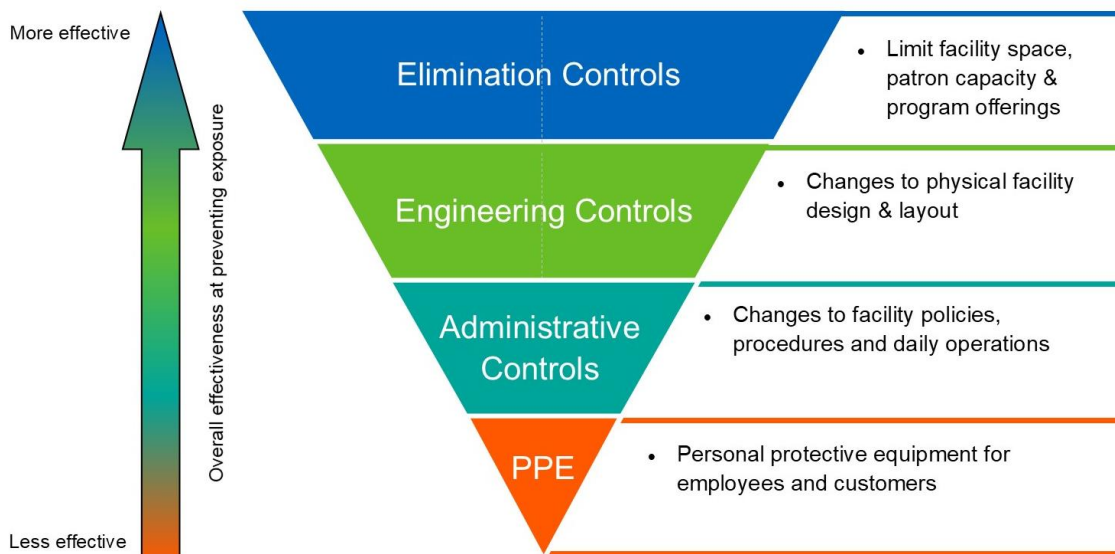 More effective
Overall effectiveness at preventing exposure
Less effective
Elimination Controls
• Limit facility space,
patron capacity &
program offerings
Engineering Controls
• Changes to physical facility
design & layout
Administrative
Controls
• Changes to facility policies,
procedures and daily operations
PPE
• Personal protective equipment for
employees and customers